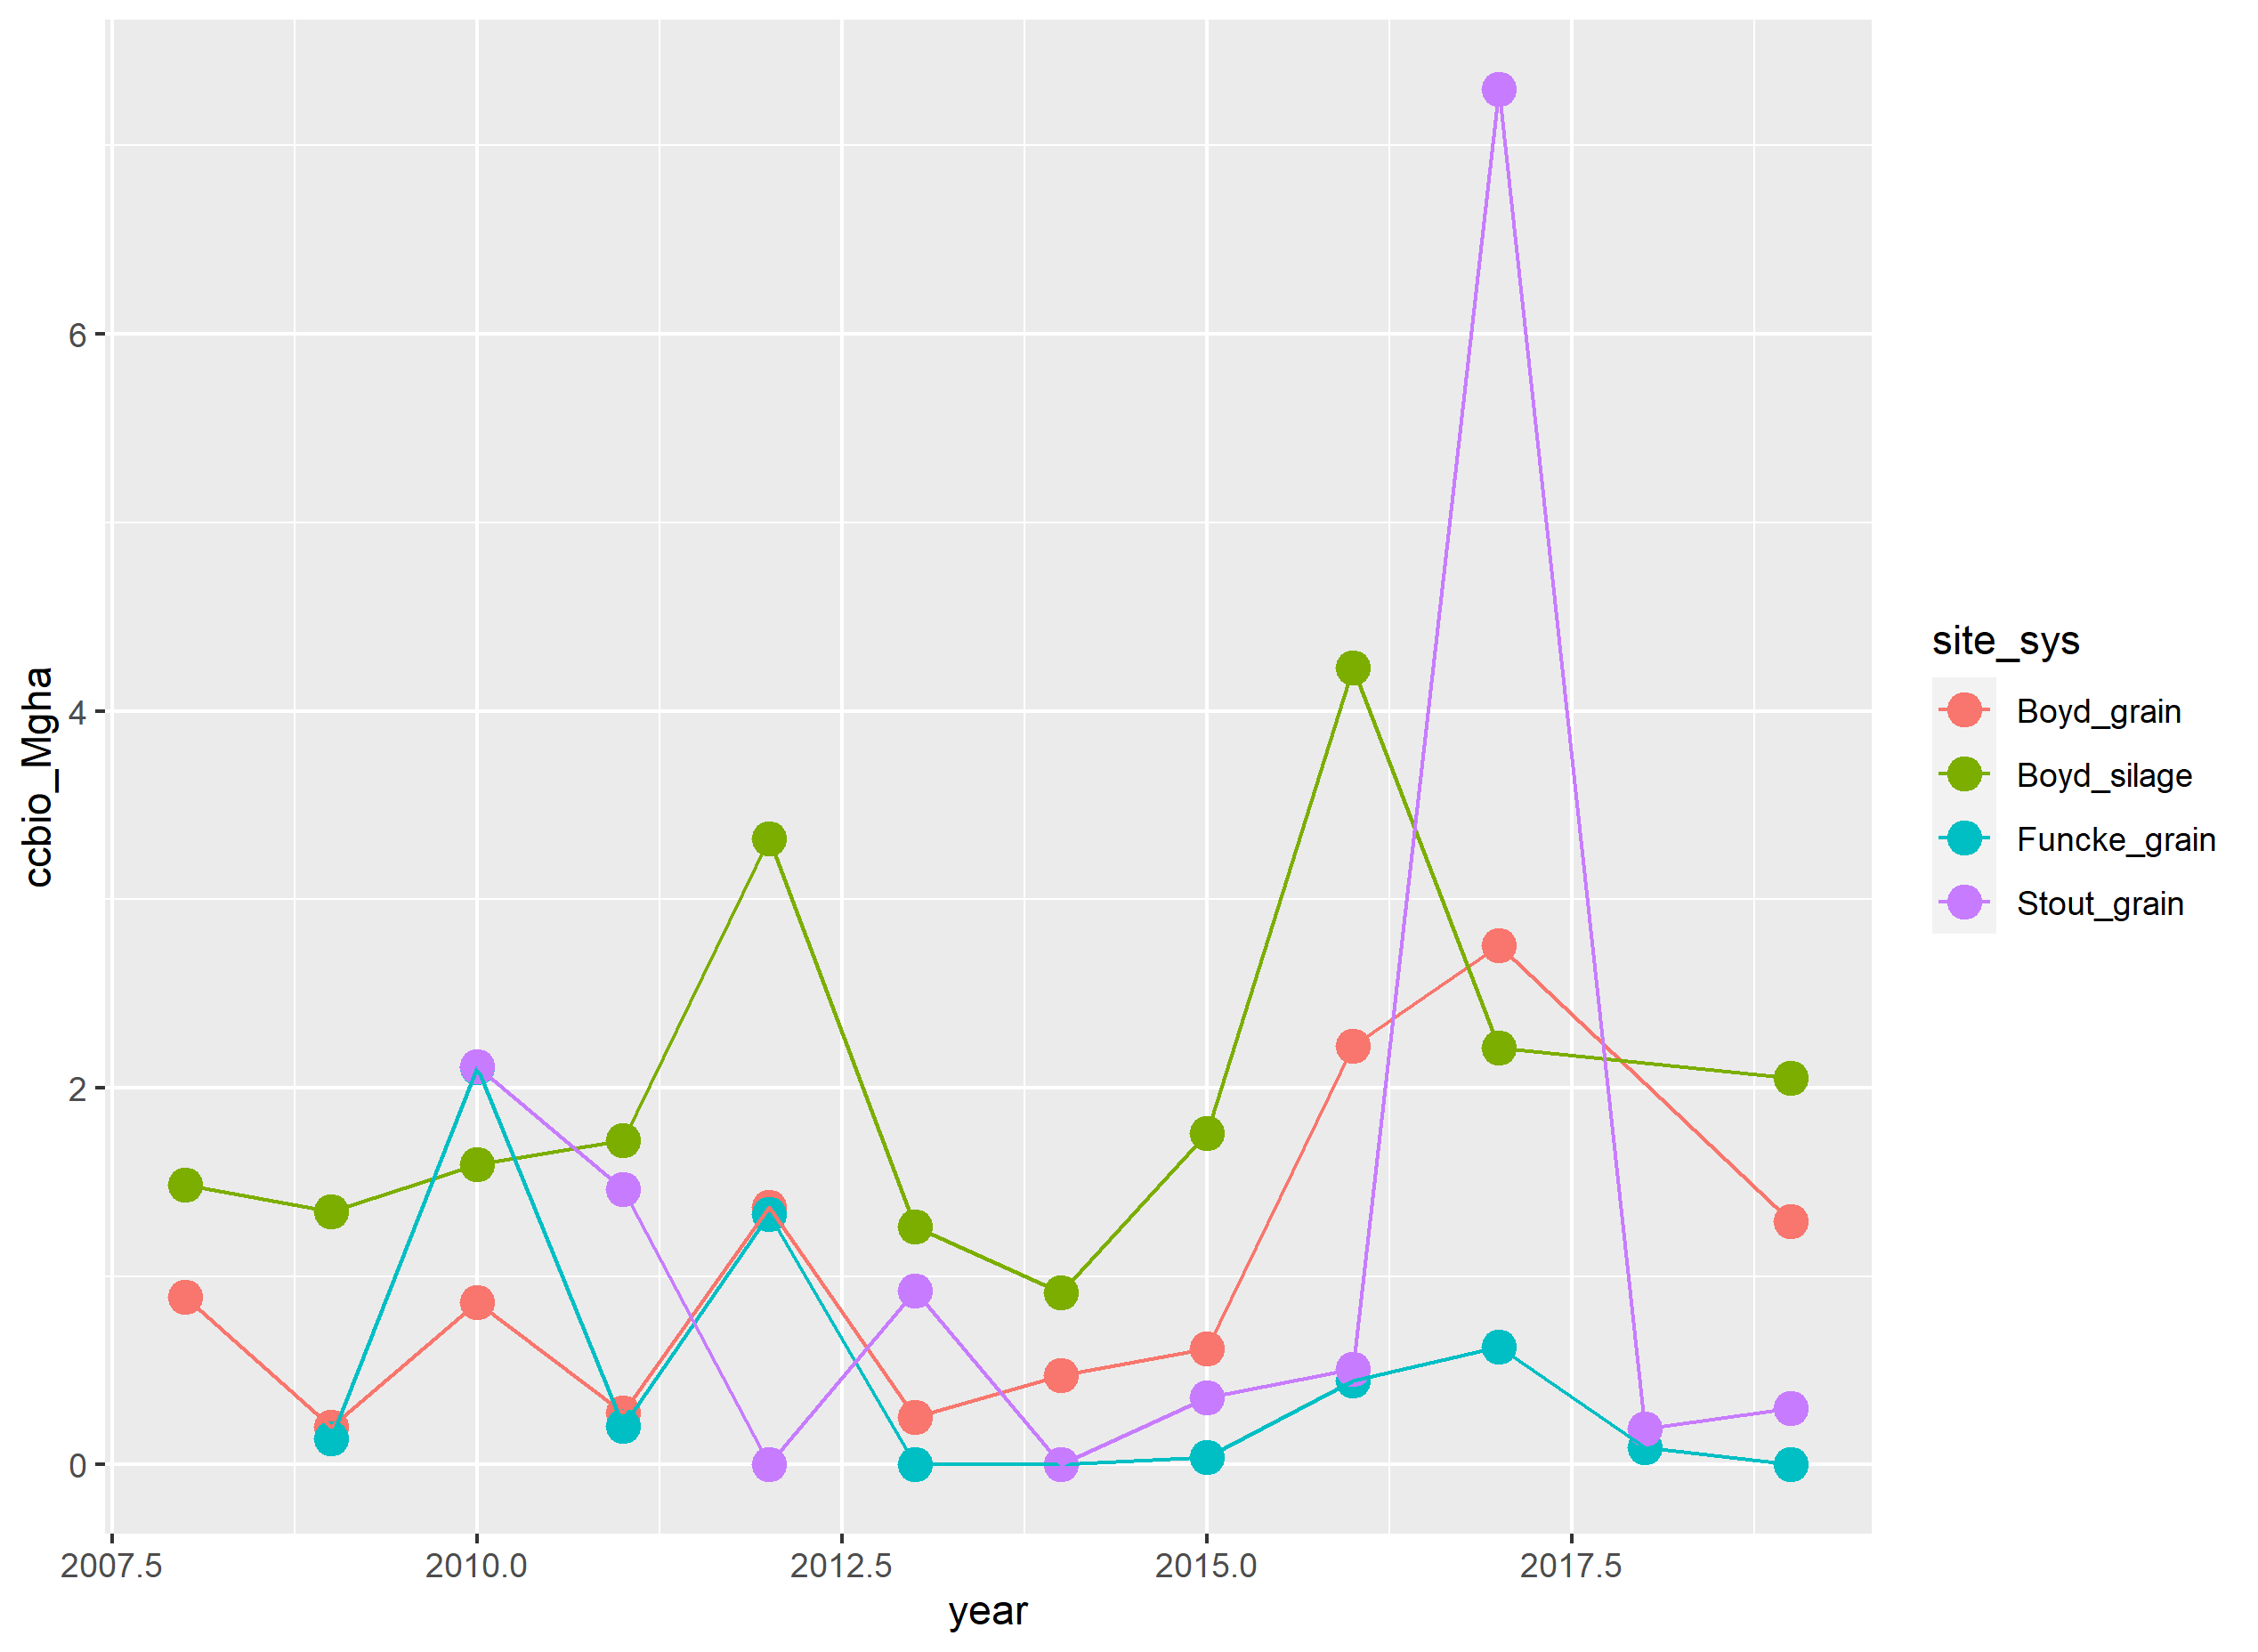 ccbio_Mgha
6
4
2
0
2007.5
2010.0
2012.5
2015.0
2017.5
year
site_sys
Boyd_grain
Boyd_silage
Funcke_grain
Stout_grain